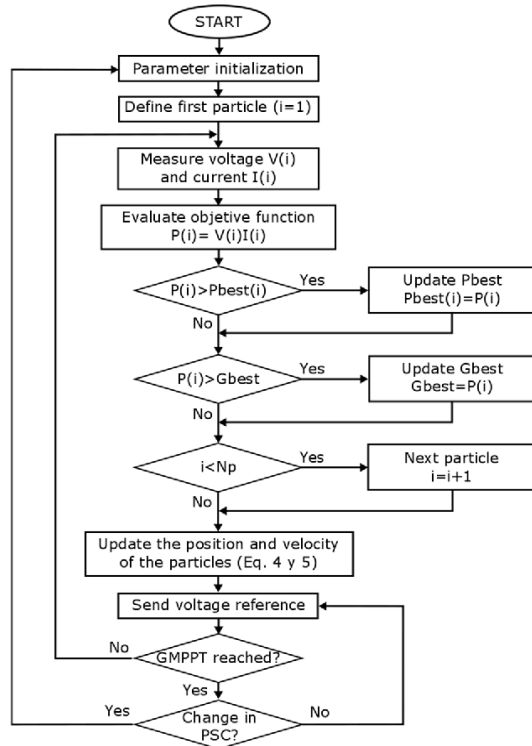 START
Parameter initialization
Define first particle (i=1)
Measure voltage V(i)
and current I(i)
Evaluate objetive function
P(i)= V(i)I(i)
P(i)>Pbest(i)
Yes
Update Pbest
Pbest(i)=P(i)
No
P(i)>Gbest
Yes
Update Gbest
Gbest=P(i)
No
i<Np
Yes
Next particle
i=i+1
No
Update the position and velocity
of the particles (Eq. 4 y 5)
Send voltage reference
No
GMPPT reached?
Yes
Yes
Change in
PSC?
No